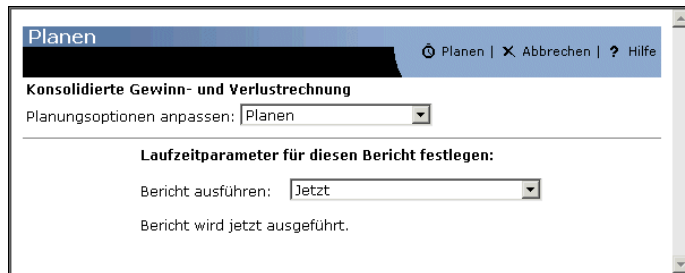 Planen
Planen | Abbrechen | ? Hilfe
Konsolidierte Gewinn- und Verlustrechnung
Planungsoptionen anpassen: Planen
Laufzeitparameter für diesen Bericht festlegen:
Bericht ausführen: Jetzt
Bericht wird jetzt ausgeführt.